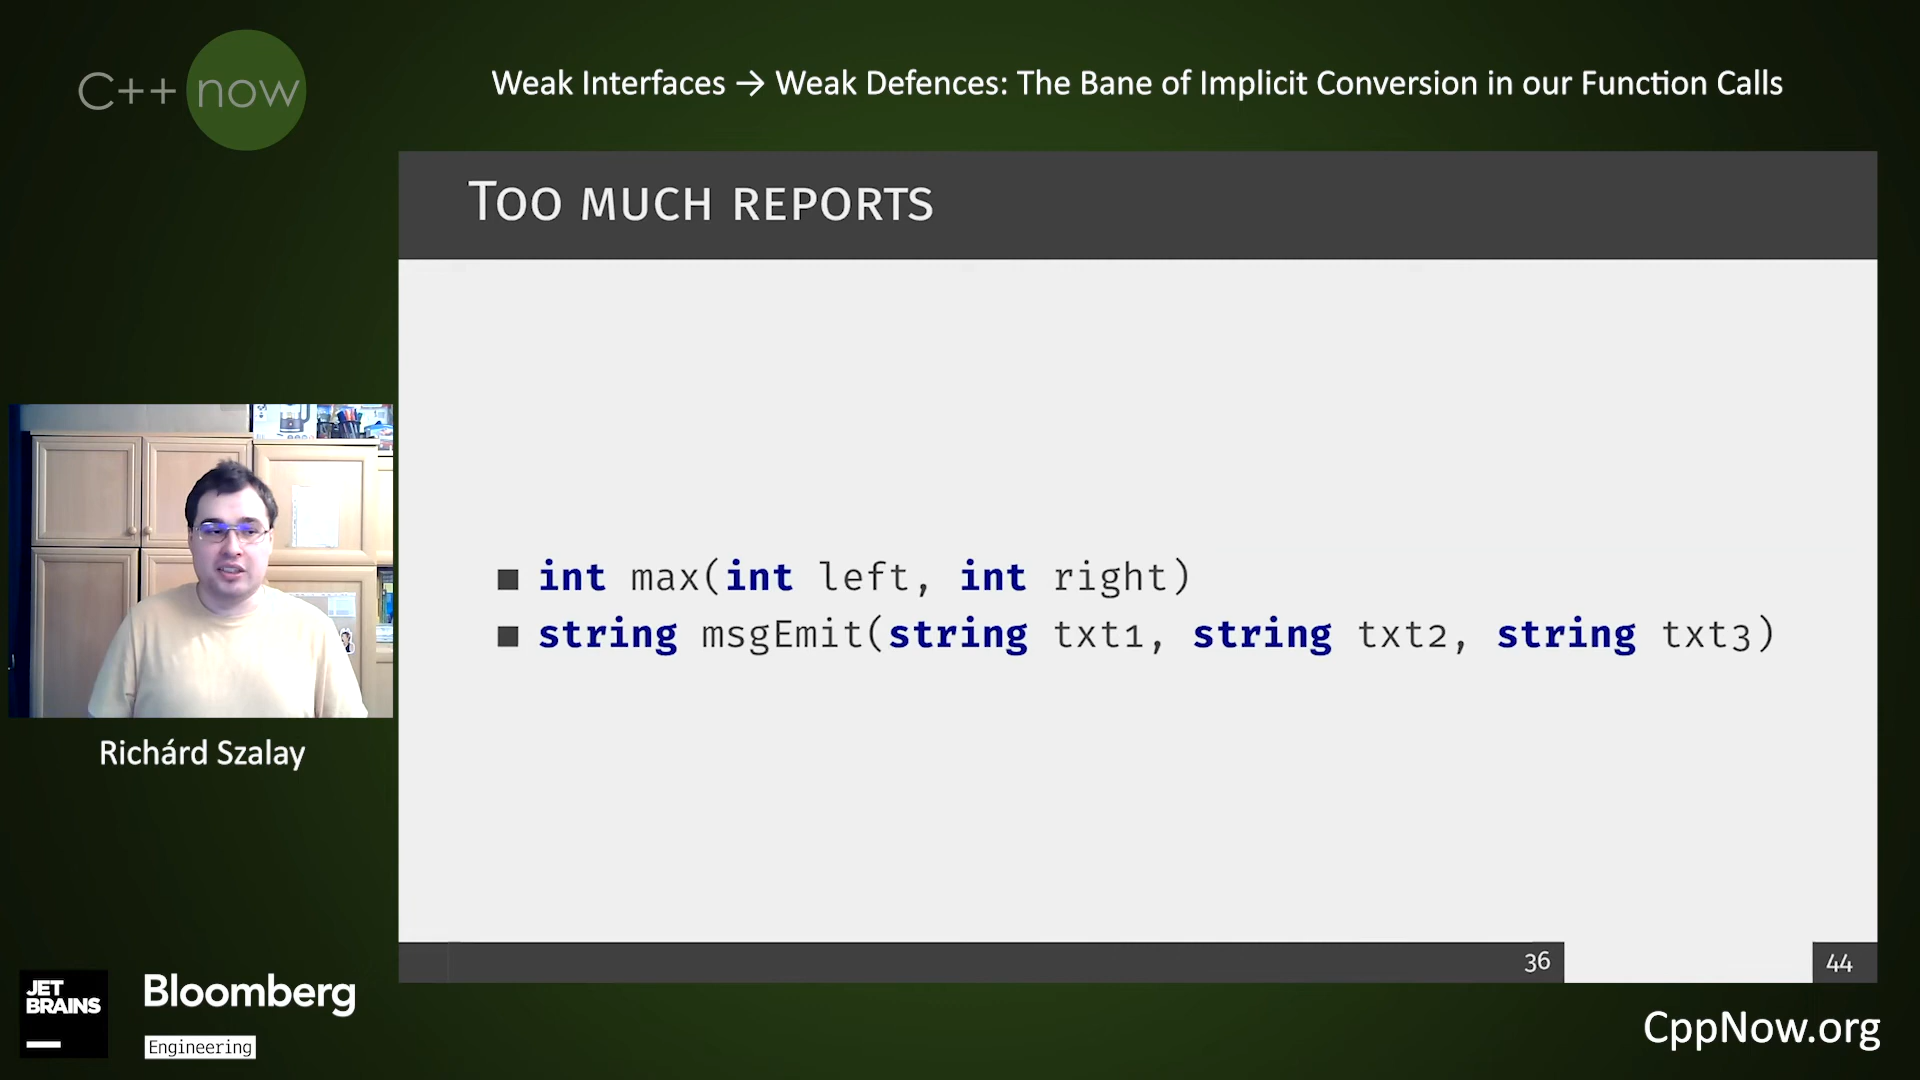 C++ now
Weak Interfaces → Weak Defences: The Bane of Implicit Conversion in our Function Calls
Too much reports
■ int max(int left, int right)
■ string msgEmit(string txt1, string txt2, string txt3)
Richárd Szalay
36
44
JET
BRAINS
Bloomberg
Engineering
CppNow.org